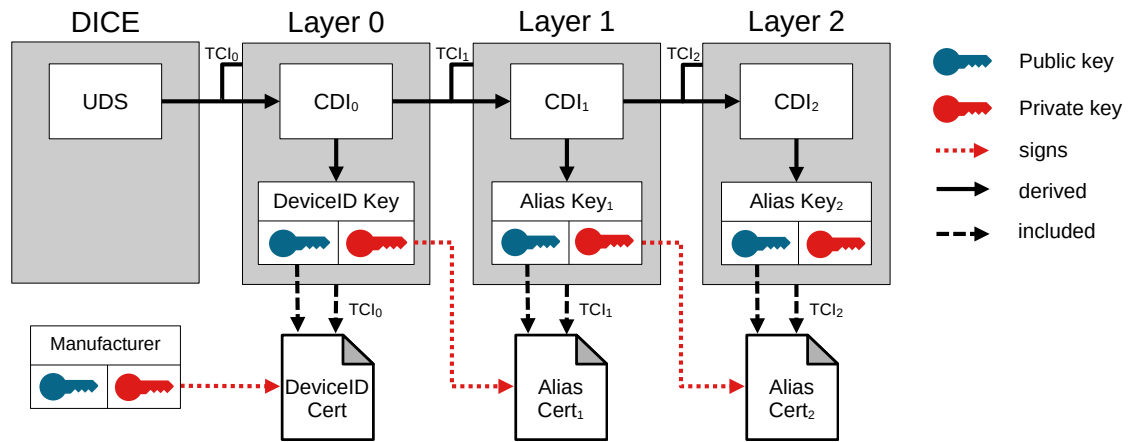 DICE
Layer 0
Layer 1
Layer 2
TCI₀
TCI₁
TCI₂
UDS
CDI₀
CDI₁
CDI₂
Public key
Private key
signs
derived
included
DeviceID Key
Alias Key₁
Alias Key₂
TCI₀
TCI₁
TCI₂
Manufacturer
DeviceID
Cert
Alias
Cert₁
Alias
Cert₂